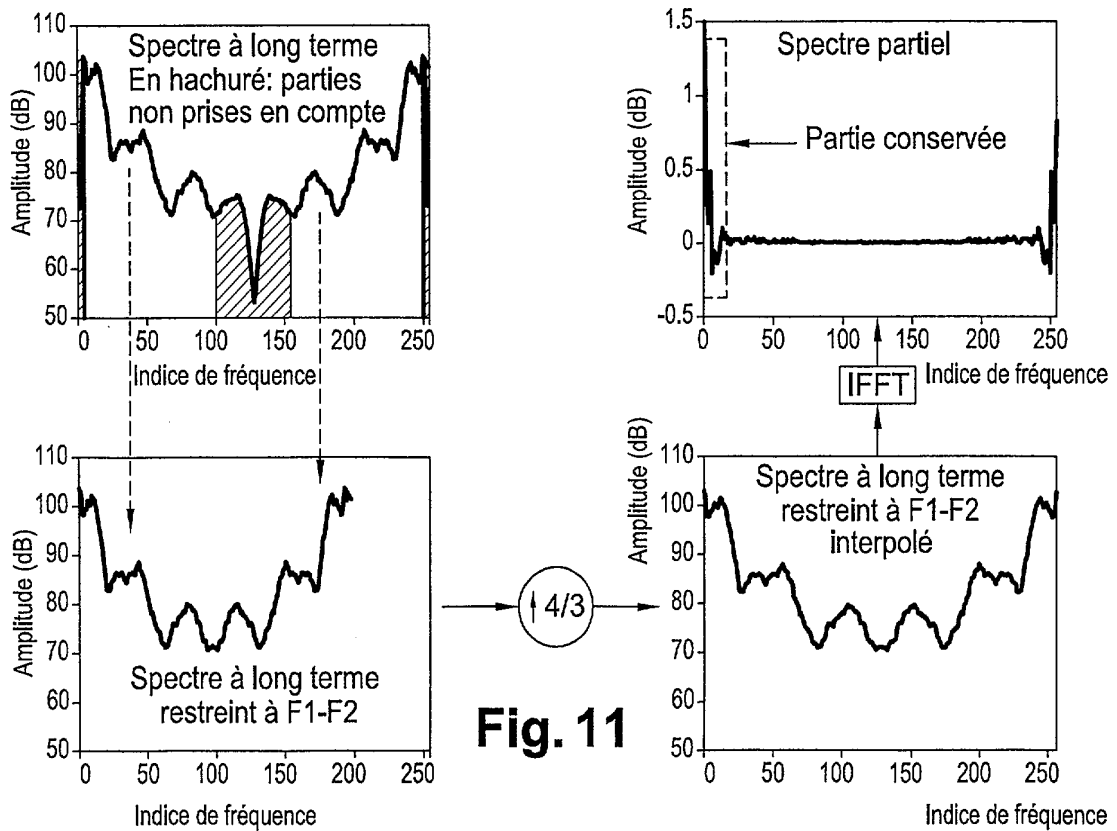 110
100
90
80
70
60
50
Amplitude (dB)
Spectre à long terme
En hachuré: parties
non prises en compte
0 50 100 150 200 250
Indice de fréquence
1.5
1
0.5
0
-0.5
Amplitude (dB)
Spectre partiel
Partie conservée
0 50 100 150 200 250
Indice de fréquence
IFFT
110
100
90
80
70
60
50
Amplitude (dB)
Spectre à long terme
restreint à F1-F2
0 50 100 150 200 250
Indice de fréquence
↑ 4/3
Fig. 11
110
100
90
80
70
60
50
Amplitude (dB)
Spectre à long terme
restreint à F1-F2
interpolé
0 50 100 150 200 250
Indice de fréquence